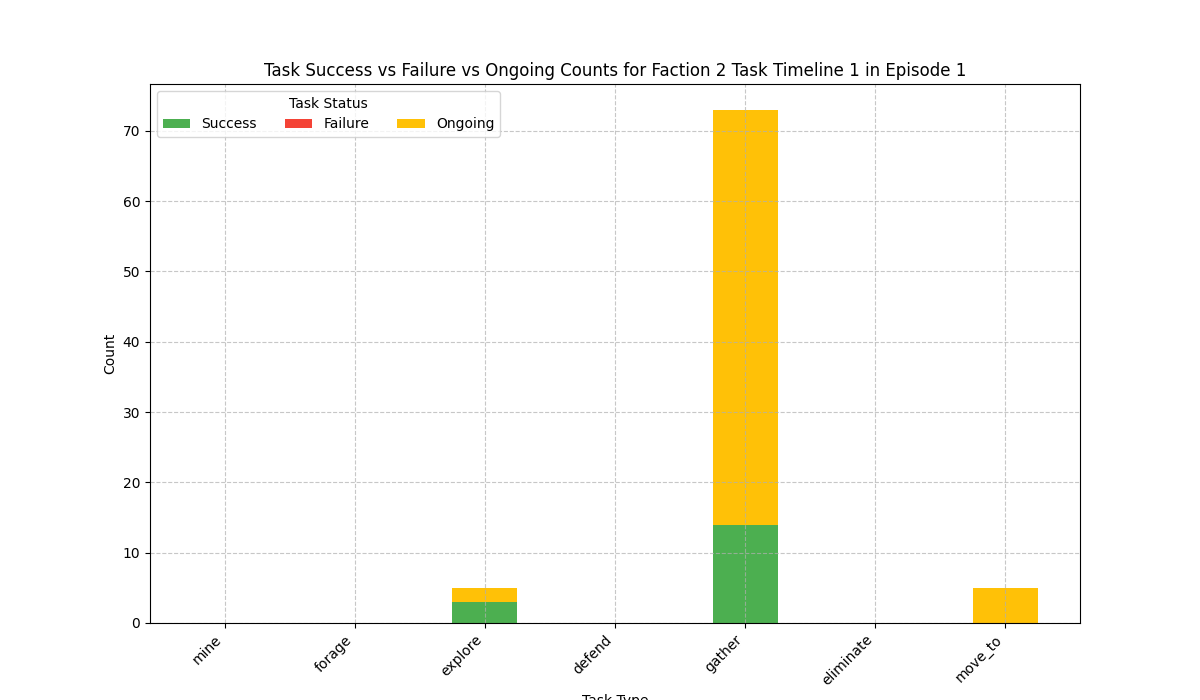 Task Success vs Failure vs Ongoing Counts for Faction 2 Task Timeline 1 in Episode 1
Task Status
Success Failure Ongoing
70
60
50
40
30
20
10
0
Count
mine forage explore defend gather eliminate move_to
Task Type